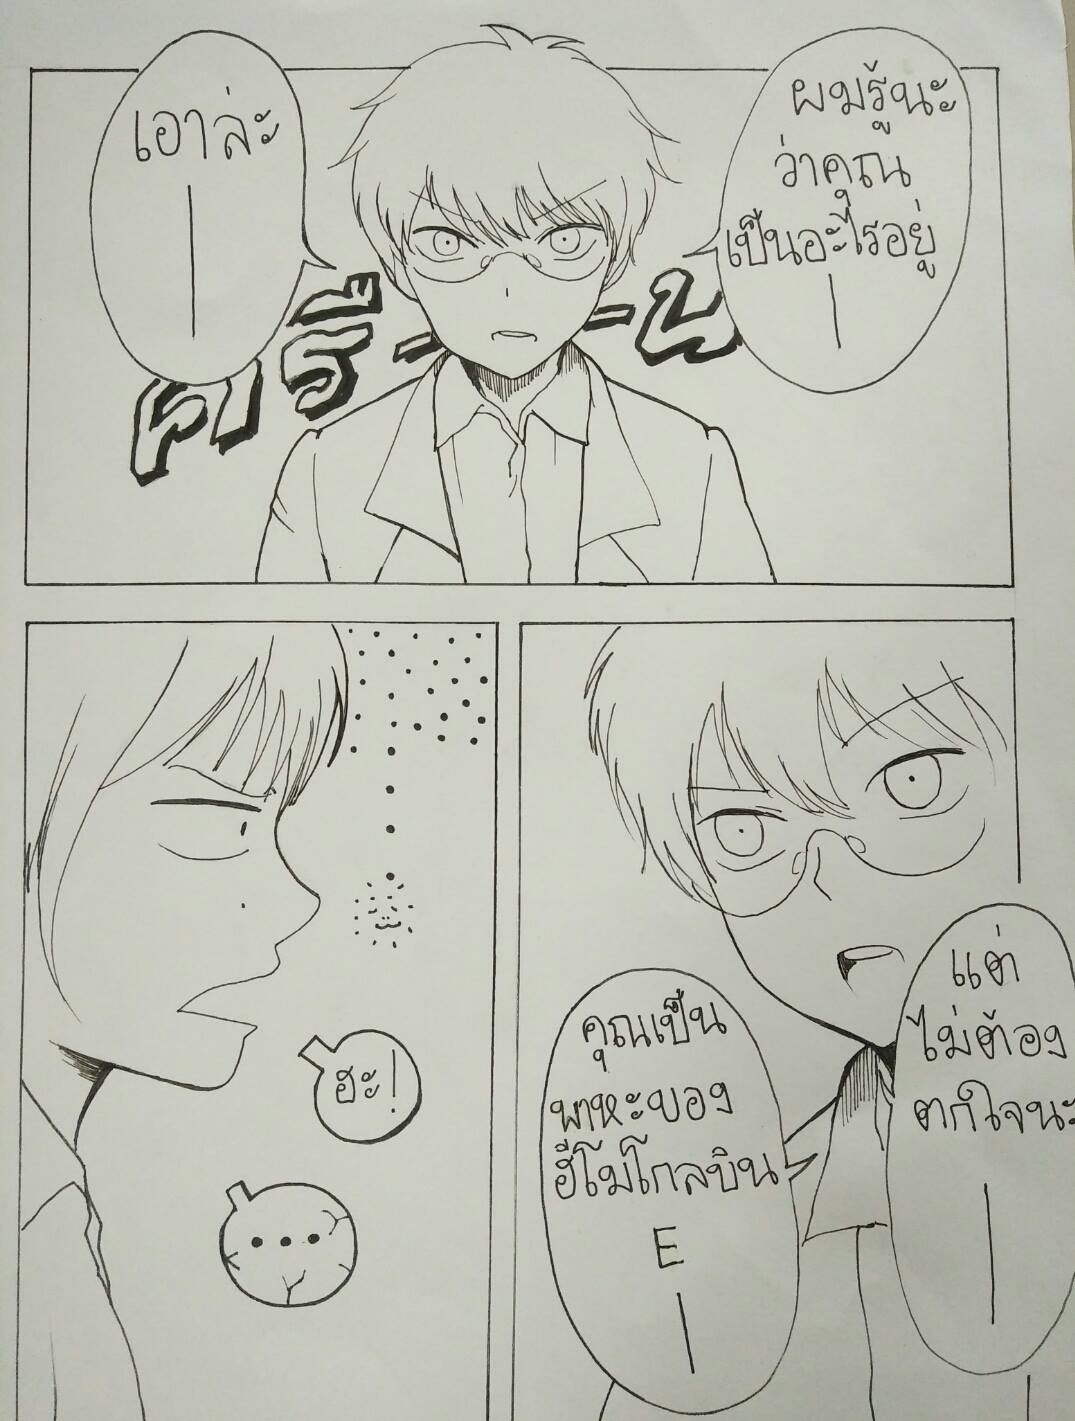 ผมรู้นะ
ว่าคุณ
เป็นอะไรอยู่
เอาล่ะ
ครื--น
แต่
ไม่ต้อง
ตกใจนะ
คุณเป็น
พาหะของ
ฮีโมโกลบิน
E
ฮะ!
...